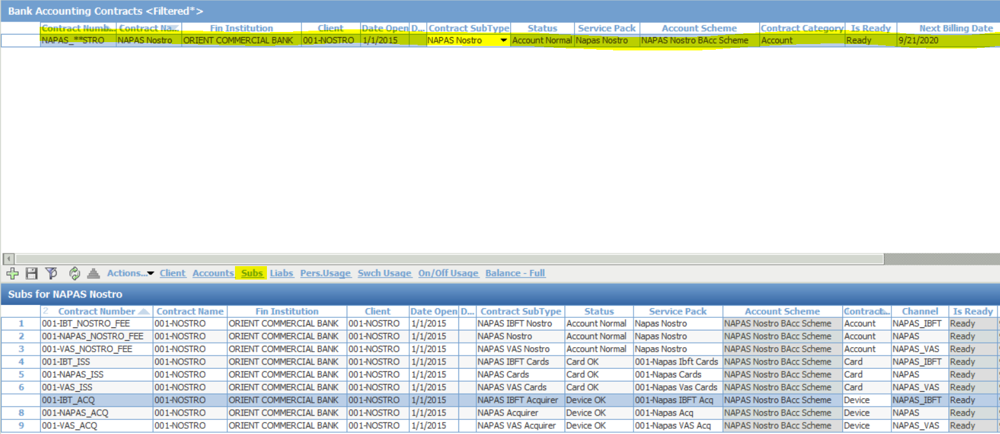 Bank Accounting Contracts <Filtered*>
Contract Numb... Contract Na... Fin Institution Client Date Open D... Contract SubType Status Service Pack Account Scheme Contract Category Is Ready Next Billing Date
NAPAS_**STRO NAPAS Nostro ORIENT COMMERCIAL BANK 001-NOSTRO 1/1/2015 NAPAS Nostro Account Normal Napas Nostro NAPAS Nostro BAcc Scheme Account Ready 9/21/2020
Actions... Client Accounts Subs Liabs Pers.Usage Swch Usage On/Off Usage Balance - Full
Subs for NAPAS Nostro
2 Contract Number Contract Name Fin Institution Client Date Open D... Contract SubType Status Service Pack Account Scheme Contract... Channel Is Ready
1 001-IBT_NOSTRO_FEE 001-NOSTRO ORIENT COMMERCIAL BANK 001-NOSTRO 1/1/2015 NAPAS IBFT Nostro Account Normal Napas Nostro NAPAS Nostro BAcc Scheme Account NAPAS_IBFT Ready
2 001-NAPAS_NOSTRO_FEE 001-NOSTRO ORIENT COMMERCIAL BANK 001-NOSTRO 1/1/2015 NAPAS Nostro Account Normal Napas Nostro NAPAS Nostro BAcc Scheme Account NAPAS Ready
3 001-VAS_NOSTRO_FEE 001-NOSTRO ORIENT COMMERCIAL BANK 001-NOSTRO 1/1/2015 NAPAS VAS Nostro Account Normal Napas Nostro NAPAS Nostro BAcc Scheme Account NAPAS_VAS Ready
4 001-IBT_ISS 001-NOSTRO ORIENT COMMERCIAL BANK 001-NOSTRO 1/1/2015 NAPAS IBFT Cards Card OK 001-Napas Ibft Cards NAPAS Nostro BAcc Scheme Card NAPAS_IBFT Ready
5 001-NAPAS_ISS 001-NOSTRO ORIENT COMMERCIAL BANK 001-NOSTRO 1/1/2015 NAPAS Cards Card OK 001-Napas Cards NAPAS Nostro BAcc Scheme Card NAPAS Ready
6 001-VAS_ISS 001-NOSTRO ORIENT COMMERCIAL BANK 001-NOSTRO 1/1/2015 NAPAS VAS Cards Card OK 001-Napas Vas Cards NAPAS Nostro BAcc Scheme Card NAPAS_VAS Ready
001-IBT_ACQ 001-NOSTRO ORIENT COMMERCIAL BANK 001-NOSTRO 1/1/2015 NAPAS IBFT Acquirer Device OK 001-Napas IBFT Acq NAPAS Nostro BAcc Scheme Device NAPAS_IBFT Ready
8 001-NAPAS_ACQ 001-NOSTRO ORIENT COMMERCIAL BANK 001-NOSTRO 1/1/2015 NAPAS Acquirer Device OK 001-Napas Acq NAPAS Nostro BAcc Scheme Device NAPAS Ready
9 001-VAS_ACQ 001-NOSTRO ORIENT COMMERCIAL BANK 001-NOSTRO 1/1/2015 NAPAS VAS Acquirer Device OK 001-Napas VAS Acq NAPAS Nostro BAcc Scheme Device NAPAS_VAS Ready